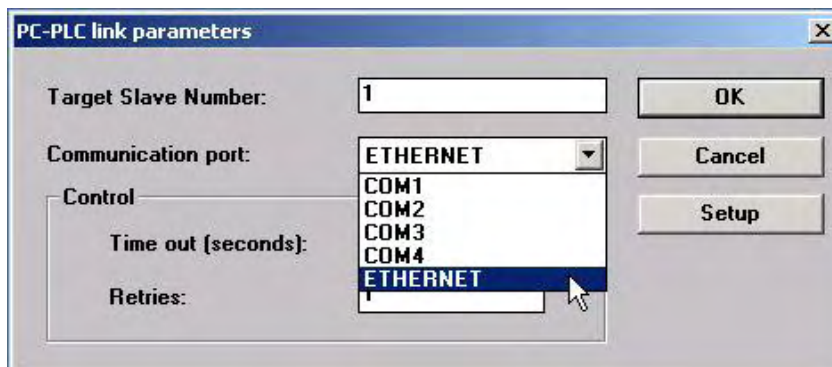 PC-PLC link parameters
Target Slave Number:
1
OK
Communication port:
ETHERNET
Cancel
COM1
COM2
COM3
COM4
ETHERNET
Setup
Control
Time out (seconds):
Retries: